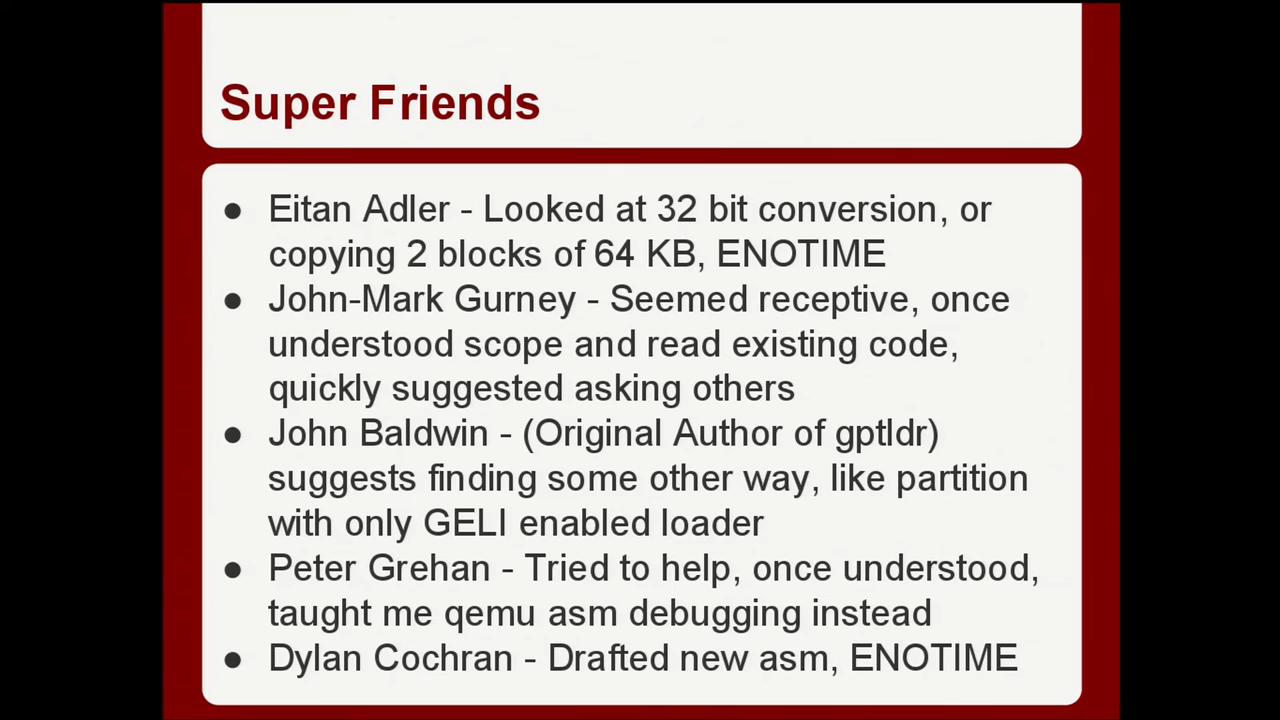 Super Friends
● Eitan Adler - Looked at 32 bit conversion, or
copying 2 blocks of 64 KB, ENOTIME
● John-Mark Gurney - Seemed receptive, once
understood scope and read existing code,
quickly suggested asking others
● John Baldwin - (Original Author of gptldr)
suggests finding some other way, like partition
with only GELI enabled loader
● Peter Grehan - Tried to help, once understood,
taught me qemu asm debugging instead
● Dylan Cochran - Drafted new asm, ENOTIME